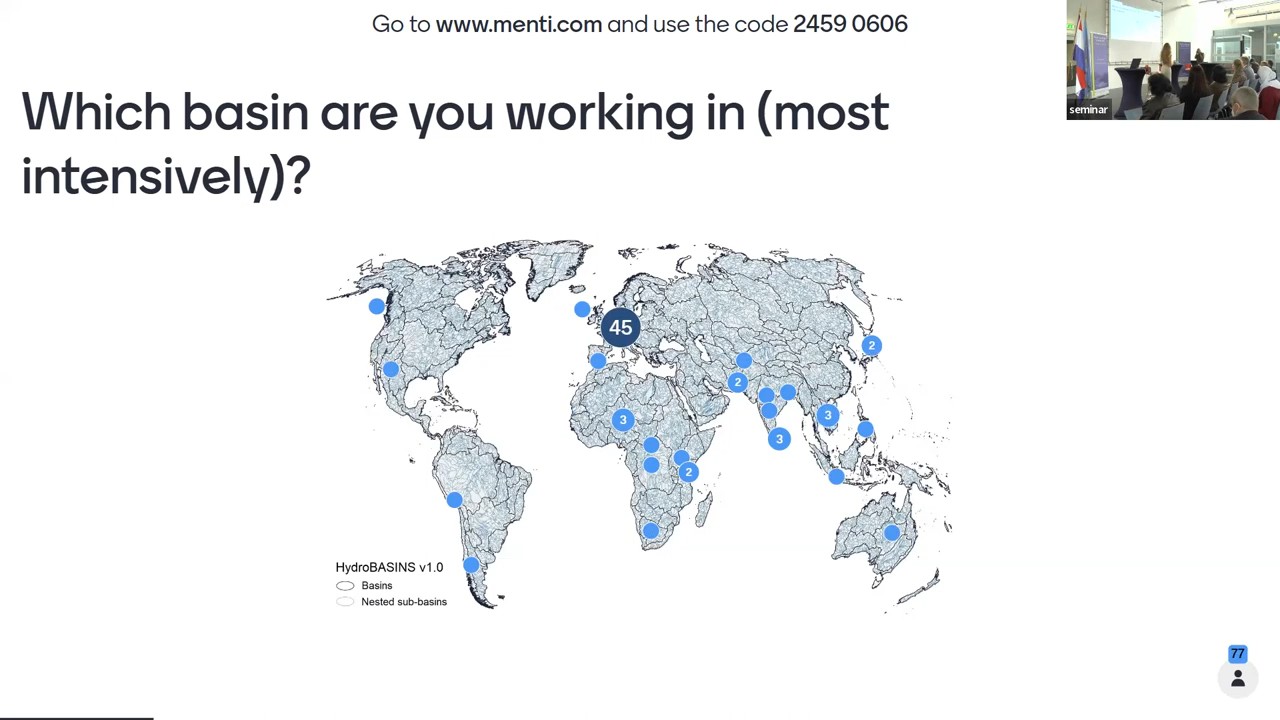 Go to www.menti.com and use the code 2459 0606
seminar
Which basin are you working in (most
intensively)?
45
2
2
3
3
3
2
HydroBASINS v1.0
Basins
Nested sub-basins
77